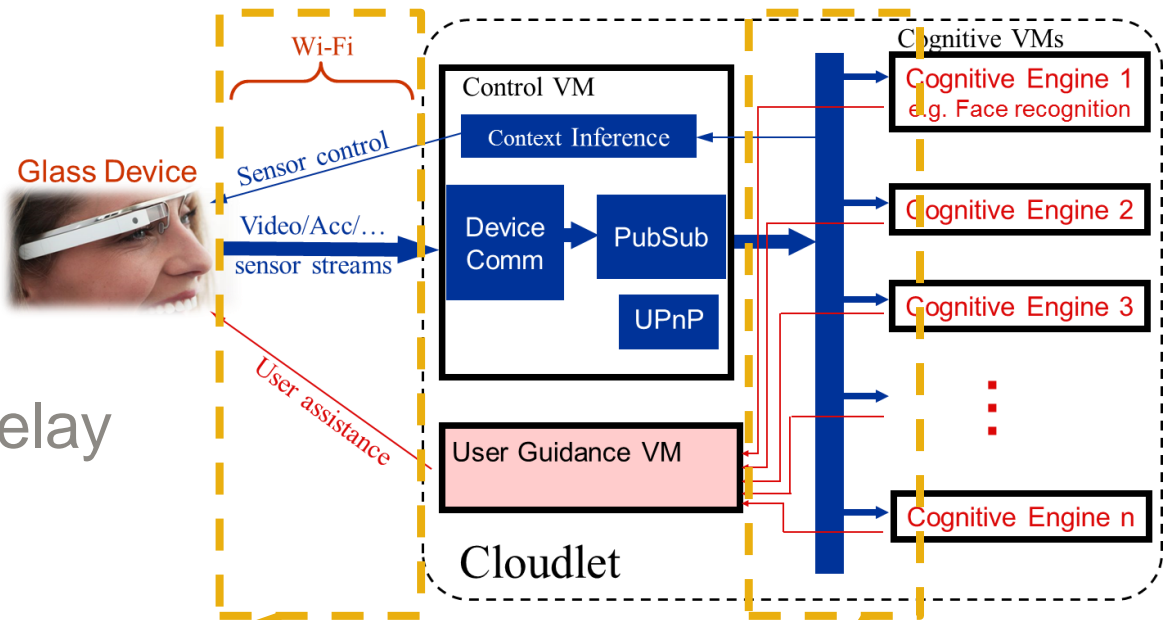 Wi-Fi
Cognitive VMs
Control VM
Cognitive Engine 1
e.g. Face recognition
Context Inference
Sensor control
Glass Device
Cognitive Engine 2
Video/Acc/…
sensor streams
Device
Comm
PubSub
Cognitive Engine 3
UPnP
User assistance
elay
User Guidance VM
Cognitive Engine n
Cloudlet